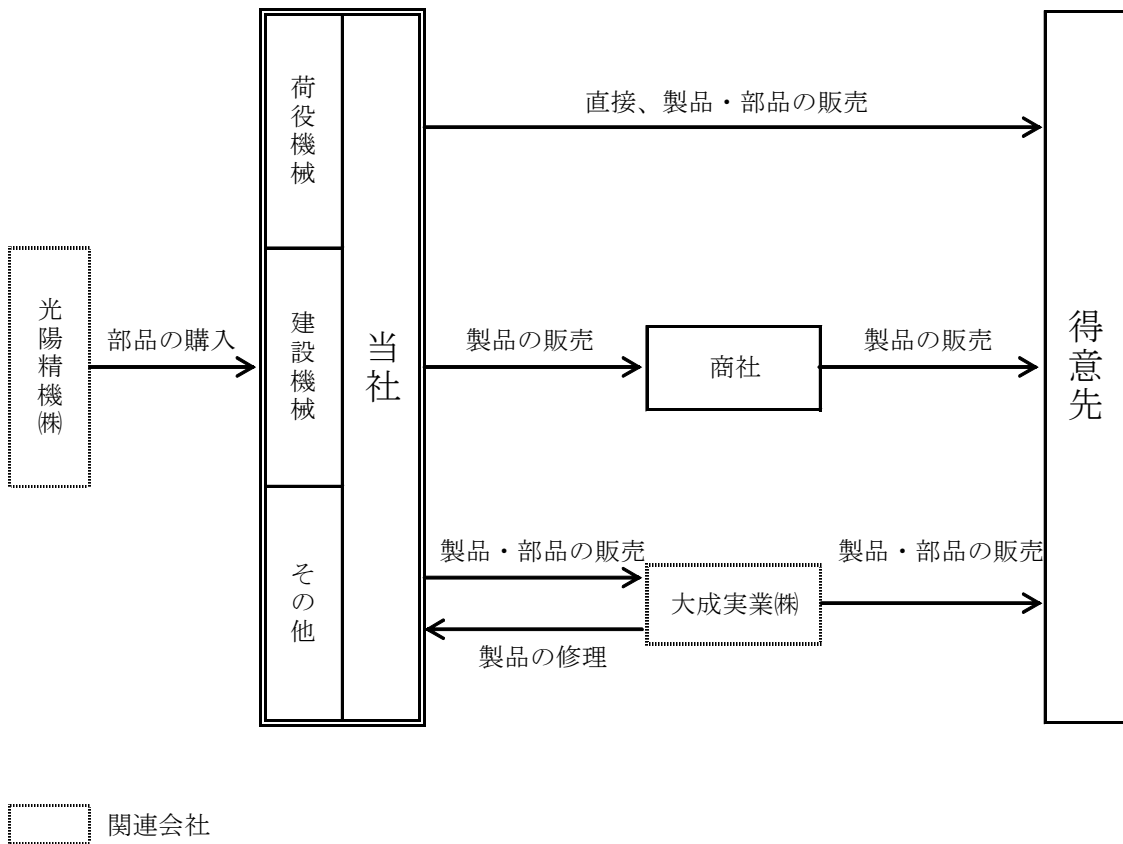 荷役機械
直接、製品・部品の販売
光陽精機㈱
部品の購入
建設機械
当社
製品の販売
商社
製品の販売
得意先
その他
製品・部品の販売
大成実業㈱
製品・部品の販売
製品の修理
関連会社